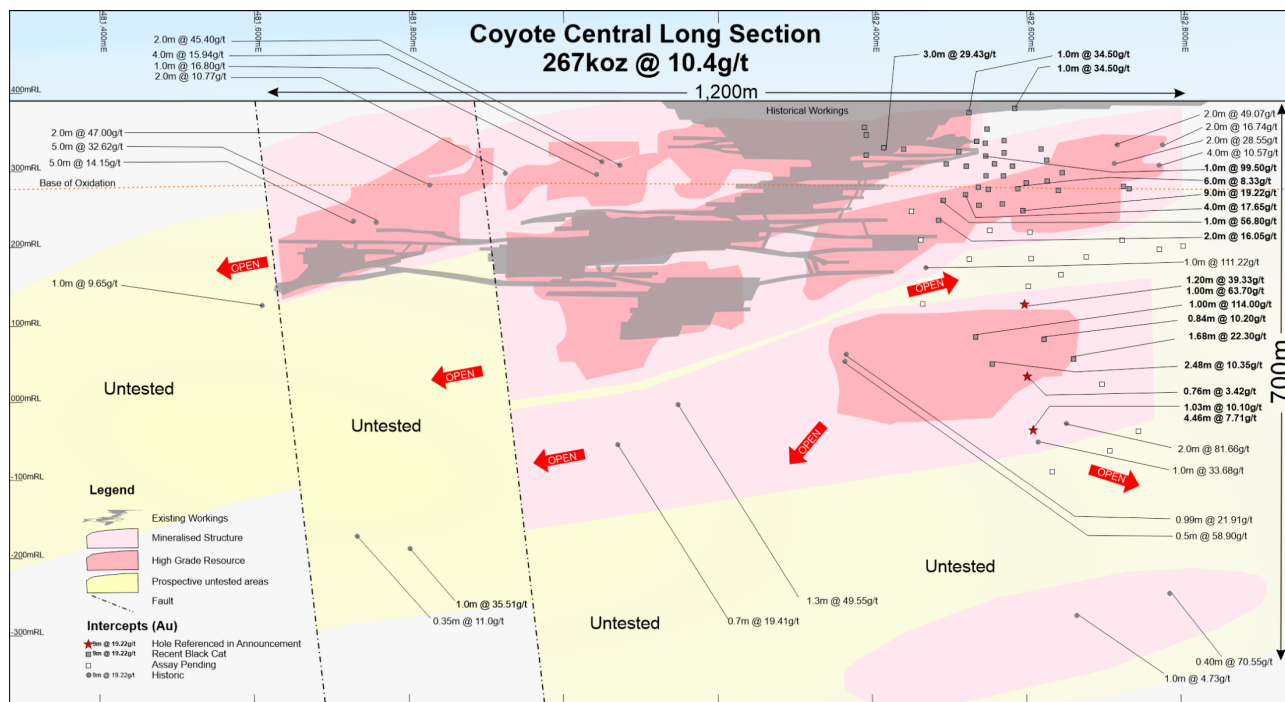 481,400mE
481,600mE
481,800mE
482,400mE
482,600mE
482,800mE
Coyote Central Long Section
267koz @ 10.4g/t
2.0m @ 45.40g/t
4.0m @ 15.94g/t
1.0m @ 16.80g/t
2.0m @ 10.77g/t
3.0m @ 29.43g/t
1.0m @ 34.50g/t
1.0m @ 34.50g/t
400mRL
1,200m
Historical Workings
2.0m @ 47.00g/t
5.0m @ 32.62g/t
5.0m @ 14.15g/t
2.0m @ 49.07g/t
2.0m @ 16.74g/t
2.0m @ 28.55g/t
4.0m @ 10.57g/t
1.0m @ 99.50g/t
6.0m @ 8.33g/t
9.0m @ 19.22g/t
4.0m @ 17.65g/t
1.0m @ 56.80g/t
2.0m @ 16.05g/t
300mRL
Base of Oxidation
200mRL
OPEN
1.0m @ 111.22g/t
1.0m @ 9.65g/t
OPEN
1.20m @ 39.33g/t
1.00m @ 63.70g/t
1.00m @ 114.00g/t
0.84m @ 10.20g/t
1.68m @ 22.30g/t
100mRL
2.48m @ 10.35g/t
OPEN
700m
Untested
0.76m @ 3.42g/t
000mRL
1.03m @ 10.10g/t
4.46m @ 7.71g/t
Untested
OPEN
2.0m @ 81.66g/t
OPEN
1.0m @ 33.68g/t
OPEN
-100mRL
Legend
Existing Workings
Mineralised Structure
High Grade Resource
Prospective untested areas
Fault
0.99m @ 21.91g/t
0.5m @ 58.90g/t
-200mRL
Untested
1.0m @ 35.51g/t
0.35m @ 11.0g/t
1.3m @ 49.55g/t
0.7m @ 19.41g/t
Untested
-300mRL
Intercepts (Au)
9m @ 19.22g/t Hole Referenced in Announcement
9m @ 19.22g/t Recent Black Cat
Assay Pending
9m @ 19.22g/t Historic
0.40m @ 70.55g/t
1.0m @ 4.73g/t